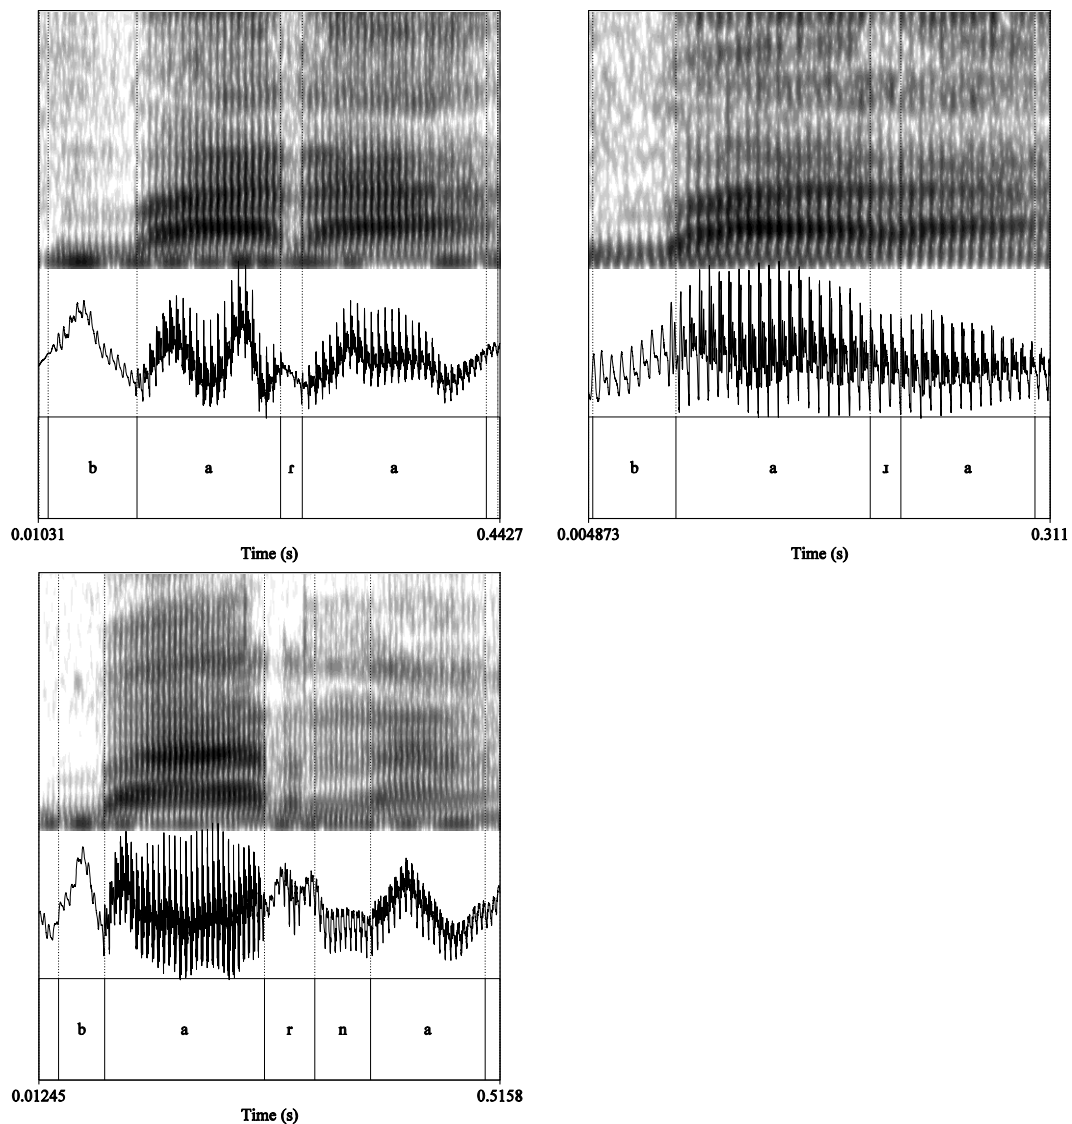 b a ɾ a
0.01031 0.4427
Time (s)
b a ɹ a
0.004873 0.311
Time (s)
b a r n a
0.01245 0.5158
Time (s)